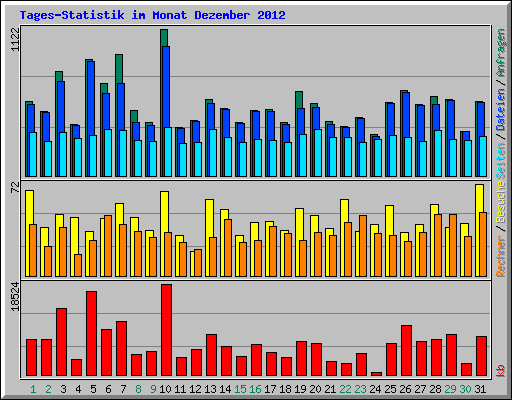 Tages-Statistik im Monat Dezember 2012
1122
72
18524
Rechner / Besuche Seiten / Dateien / Anfragen
kb
1 2 3 4 5 6 7 8 9 10 11 12 13 14 15 16 17 18 19 20 21 22 23 24 25 26 27 28 29 30 31